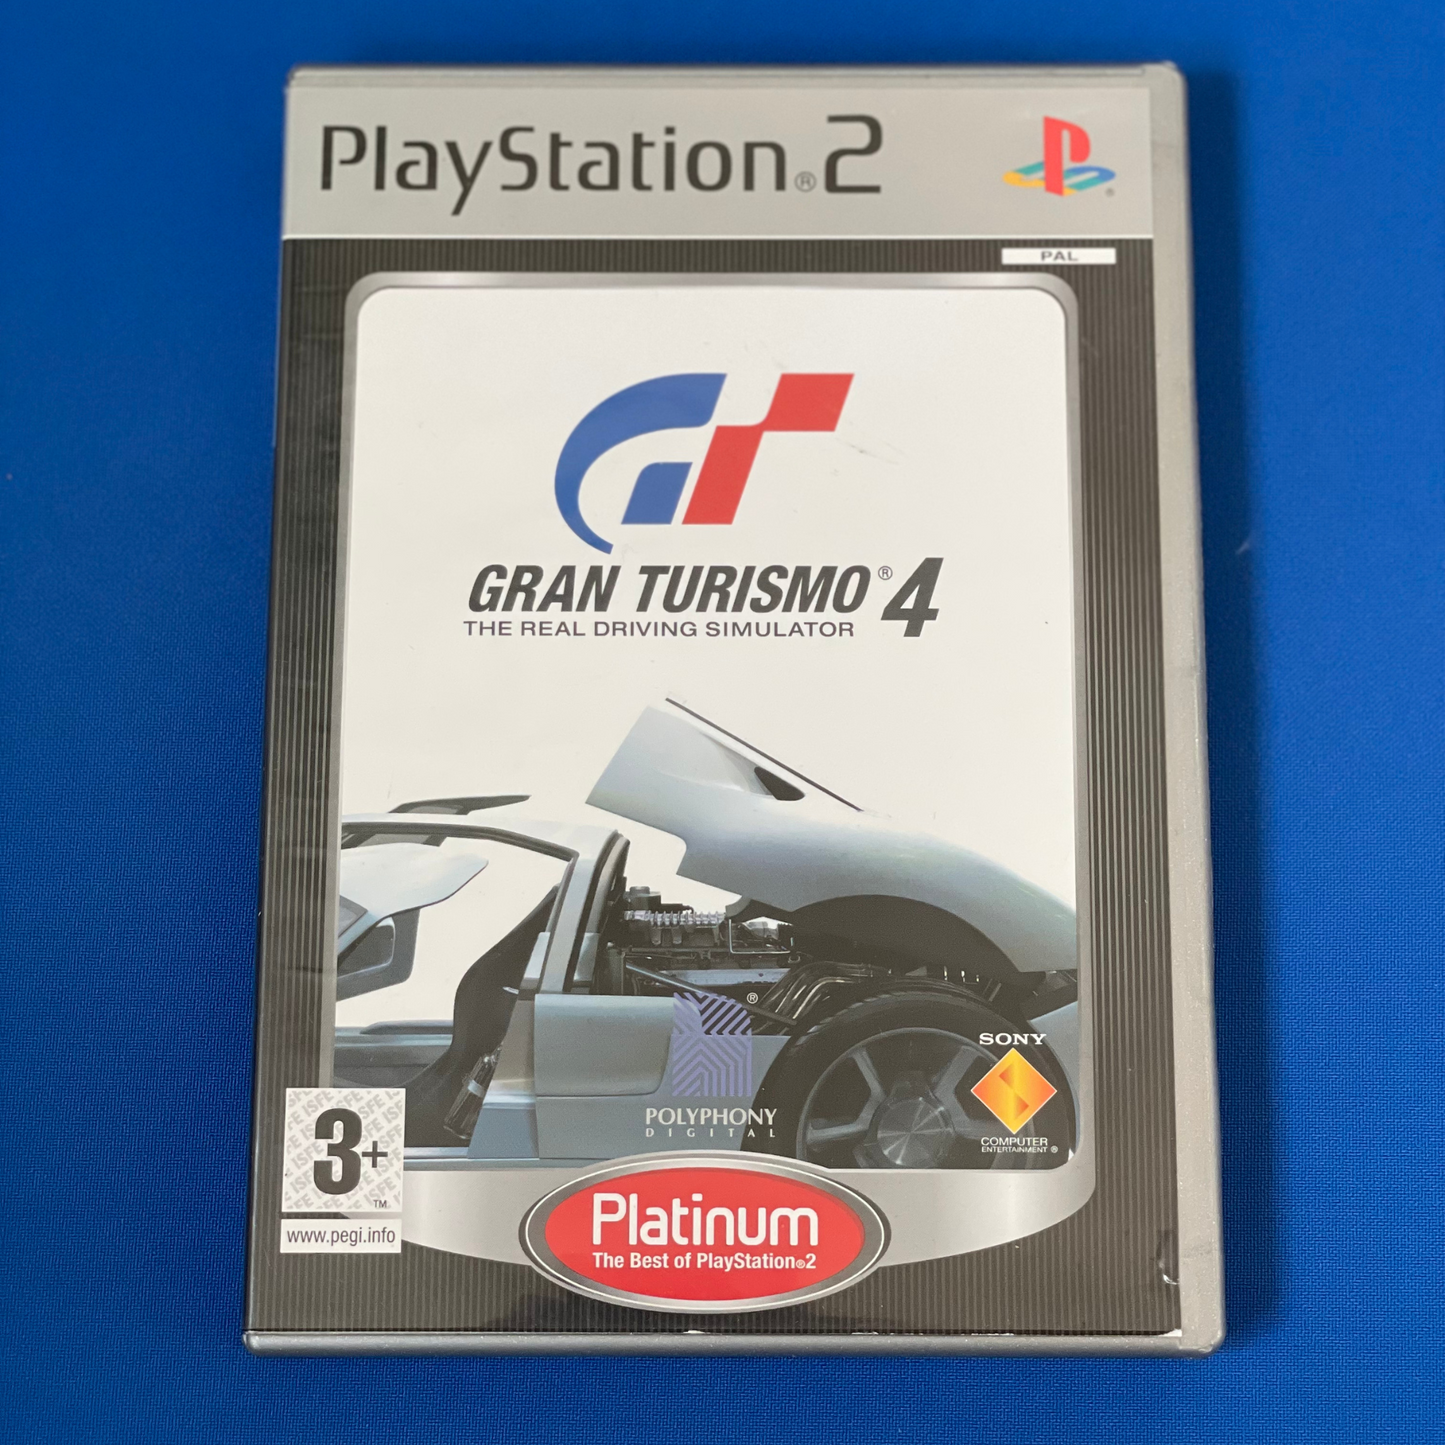 PlayStation®2
PAL
GRAN TURISMO® 4
THE REAL DRIVING SIMULATOR
®
POLYPHONY
DIGITAL
SONY
COMPUTER
ENTERTAINMENT ®
3+
TM
www.pegi.info
Platinum
The Best of PlayStation®2